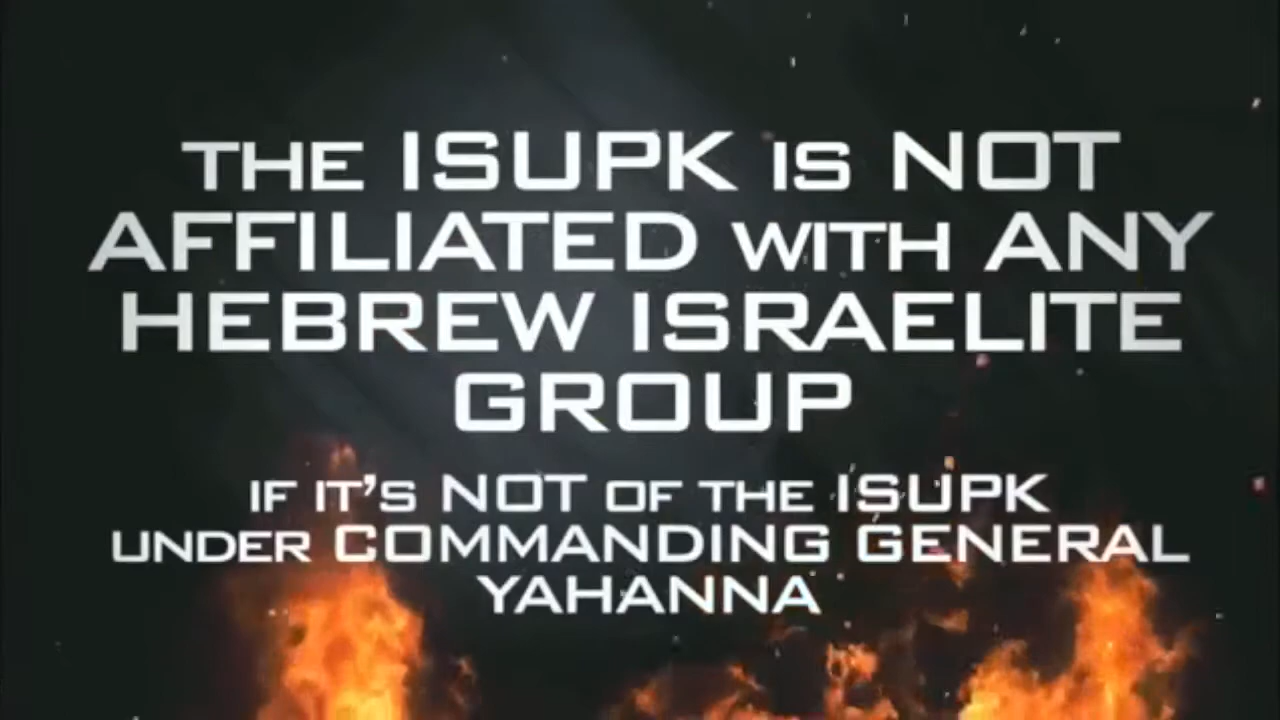 THE ISUPK IS NOT
AFFILIATED WITH ANY
HEBREW ISRAELITE
GROUP
IF IT'S NOT OF THE ISUPK
UNDER COMMANDING GENERAL
YAHANNA